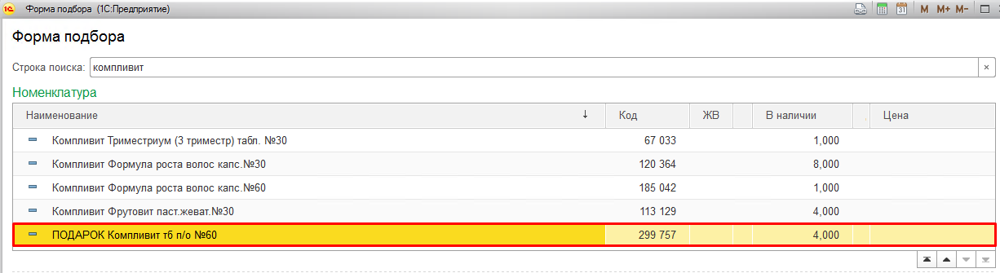 1С Форма подбора (1С:Предприятие) 31 M M+ M-
Форма подбора
Строка поиска: компливит ×
Номенклатура
Наименование ↓ Код ЖВ В наличии Цена
Компливит Триместриум (3 триместр) табл. №30 67 033 1,000
Компливит Формула роста волос капс.№30 120 364 8,000
Компливит Формула роста волос капс.№60 185 042 1,000
Компливит Фрутовит паст.жеват.№30 113 129 4,000
ПОДАРОК Компливит тб п/о №60 299 757 4,000